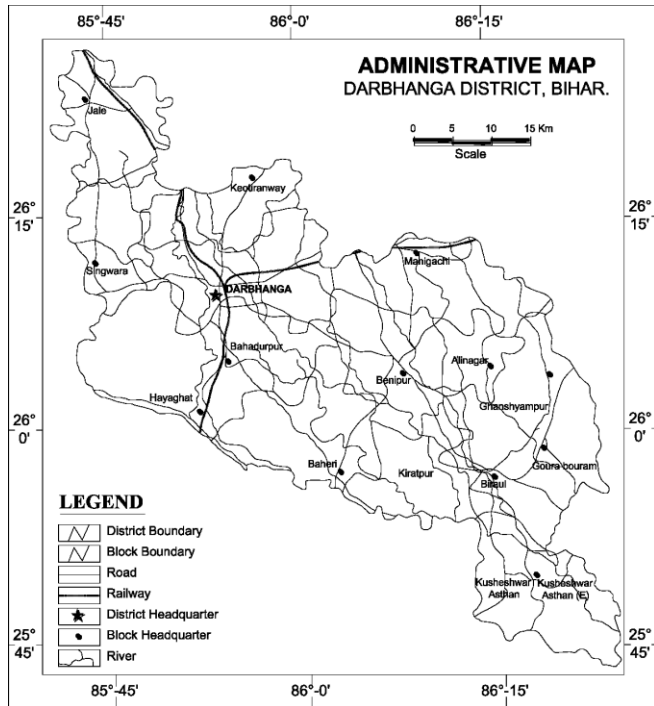 85°-45' 86°-0' 86°-15'
ADMINISTRATIVE MAP
DARBHANGA DISTRICT, BIHAR.
0 5 10 15 Km
Scale
Jale
Keotiranway
26°
15'
26°
15'
Singwara
Mahigachi
DARBHANGA
Bahadurpur
Alinagar
Benipur
Hayaghat
Ghanshyampur
26°
0'
26°
0'
Goura bouram
Baheri
Kiratpur
Biraul
LEGEND
District Boundary
Block Boundary
Road
Railway
District Headquarter
Block Headquarter
River
Kusheshwar
Asthan
Kusheshwar
Asthan (E)
25°
45'
25°
45'
85°-45' 86°-0' 86°-15'